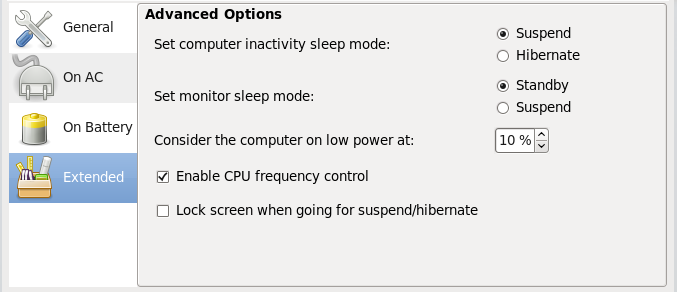 General
On AC
On Battery
Extended
Advanced Options
Set computer inactivity sleep mode:
Suspend
Hibernate
Set monitor sleep mode:
Standby
Suspend
Consider the computer on low power at:
10 %
Enable CPU frequency control
Lock screen when going for suspend/hibernate